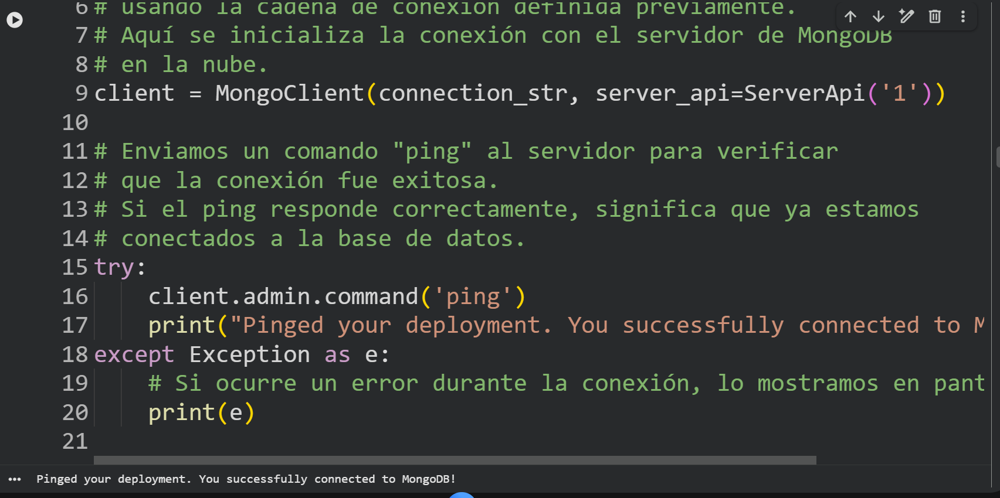 6 # usando la cadena de conexión definida previamente.
7 # Aquí se inicializa la conexión con el servidor de MongoDB
8 # en la nube.
9 client = MongoClient(connection_str, server_api=ServerApi('1'))
10
11 # Enviamos un comando "ping" al servidor para verificar
12 # que la conexión fue exitosa.
13 # Si el ping responde correctamente, significa que ya estamos
14 # conectados a la base de datos.
15 try:
16     client.admin.command('ping')
17     print("Pinged your deployment. You successfully connected to M
18 except Exception as e:
19     # Si ocurre un error durante la conexión, lo mostramos en pant
20     print(e)
21
Pinged your deployment. You successfully connected to MongoDB!